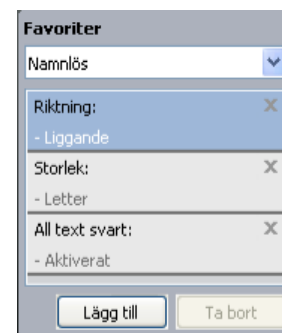 Favoriter
Namnlös
Riktning:
- Liggande
Storlek:
- Letter
All text svart:
- Aktiverat
Lägg till
Ta bort